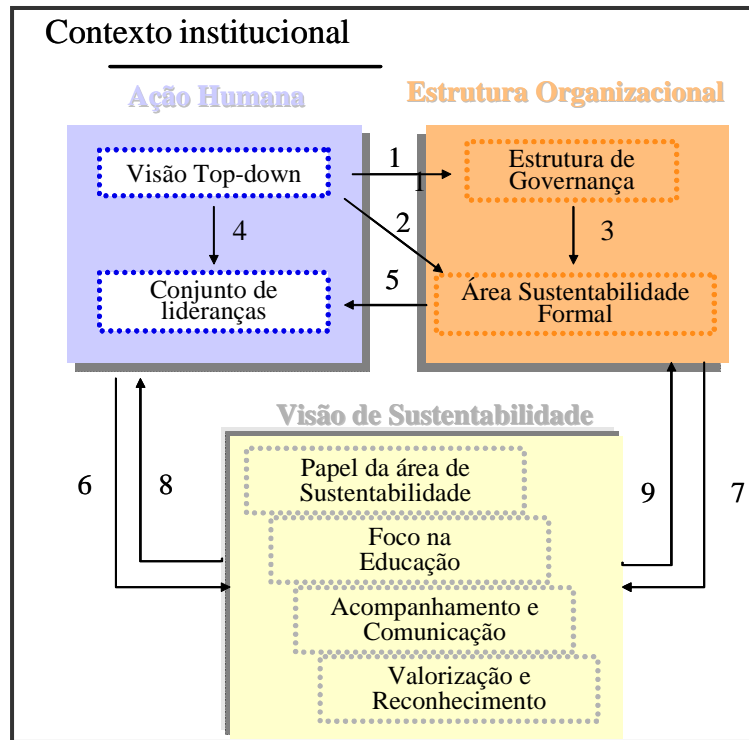 Contexto institucional
Ação Humana
Estrutura Organizacional
Visão Top-down
1
1
Estrutura de
Governança
2
4
3
Conjunto de
lideranças
5
Área Sustentabilidade
Formal
Visão de Sustentabilidade
6
8
9
7
Papel da área de
Sustentabilidade
Foco na
Educação
Acompanhamento e
Comunicação
Valorização e
Reconhecimento